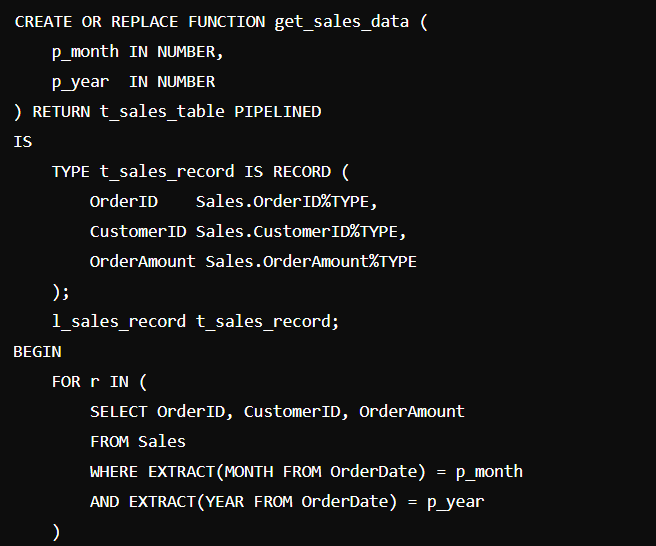 CREATE OR REPLACE FUNCTION get_sales_data (
    p_month IN NUMBER,
    p_year  IN NUMBER
) RETURN t_sales_table PIPELINED
IS
    TYPE t_sales_record IS RECORD (
        OrderID    Sales.OrderID%TYPE,
        CustomerID Sales.CustomerID%TYPE,
        OrderAmount Sales.OrderAmount%TYPE
    );
    l_sales_record t_sales_record;
BEGIN
    FOR r IN (
        SELECT OrderID, CustomerID, OrderAmount
        FROM Sales
        WHERE EXTRACT(MONTH FROM OrderDate) = p_month
        AND EXTRACT(YEAR FROM OrderDate) = p_year
    )